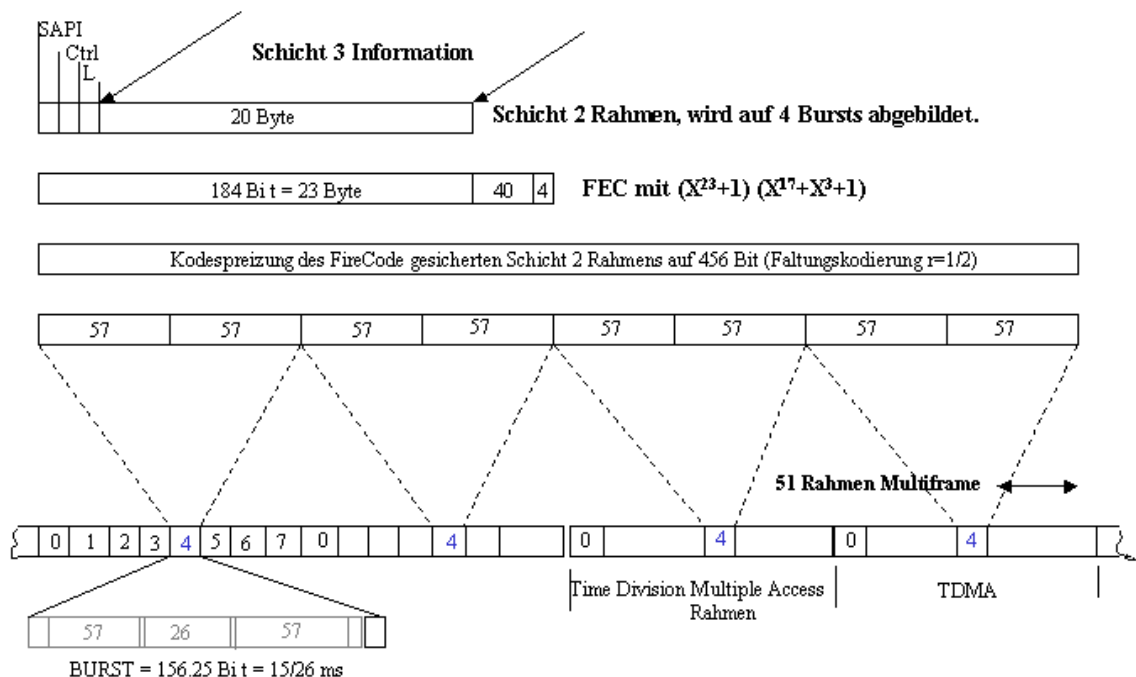 SAPI
Ctrl
L
Schicht 3 Information
20 Byte
Schicht 2 Rahmen, wird auf 4 Bursts abgebildet.
184 Bit = 23 Byte 40 4
FEC mit (X²³+1) (X¹⁷+X³+1)
Kodespreizung des FireCode gesicherten Schicht 2 Rahmens auf 456 Bit (Faltungskodierung r=1/2)
57 57 57 57 57 57 57 57
51 Rahmen Multiframe
0 1 2 3 4 5 6 7 0 4 0 4 0 4
Time Division Multiple Access
Rahmen
TDMA
57 26 57
BURST = 156.25 Bit = 15/26 ms